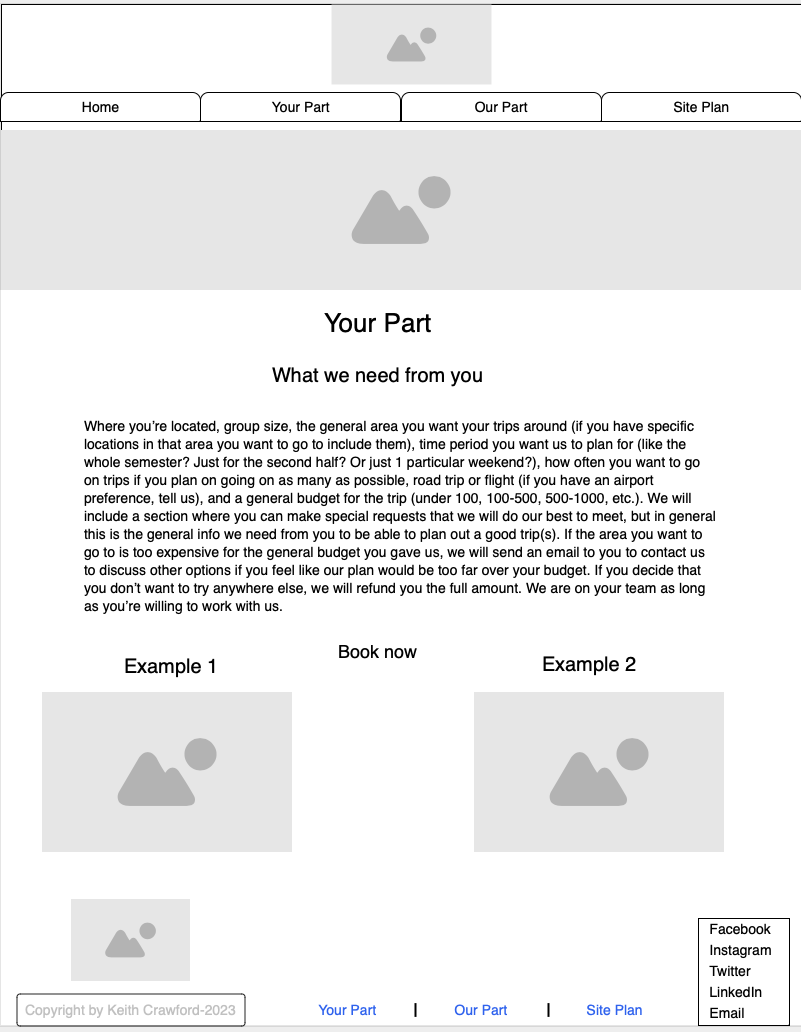 Home
Your Part
Our Part
Site Plan
Your Part
What we need from you
Where you’re located, group size, the general area you want your trips around (if you have specific
locations in that area you want to go to include them), time period you want us to plan for (like the
whole semester? Just for the second half? Or just 1 particular weekend?), how often you want to go
on trips if you plan on going on as many as possible, road trip or flight (if you have an airport
preference, tell us), and a general budget for the trip (under 100, 100-500, 500-1000, etc.). We will
include a section where you can make special requests that we will do our best to meet, but in general
this is the general info we need from you to be able to plan out a good trip(s). If the area you want to
go to is too expensive for the general budget you gave us, we will send an email to you to contact us
to discuss other options if you feel like our plan would be too far over your budget. If you decide that
you don’t want to try anywhere else, we will refund you the full amount. We are on your team as long
as you’re willing to work with us.
Book now
Example 1
Example 2
Facebook
Instagram
Twitter
LinkedIn
Email
Copyright by Keith Crawford-2023
Your Part | Our Part | Site Plan